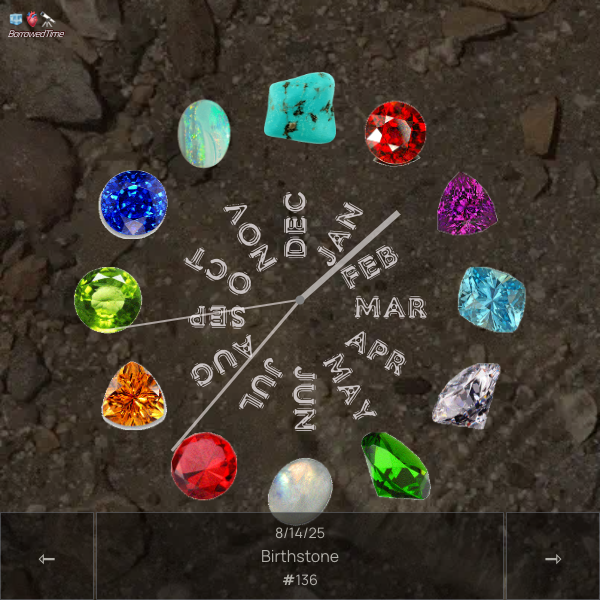 BorrowedTime
DEC
JAN
FEB
MAR
APR
MAY
JUN
JUL
AUG
SEP
OCT
NOV
8/14/25
Birthstone
#136